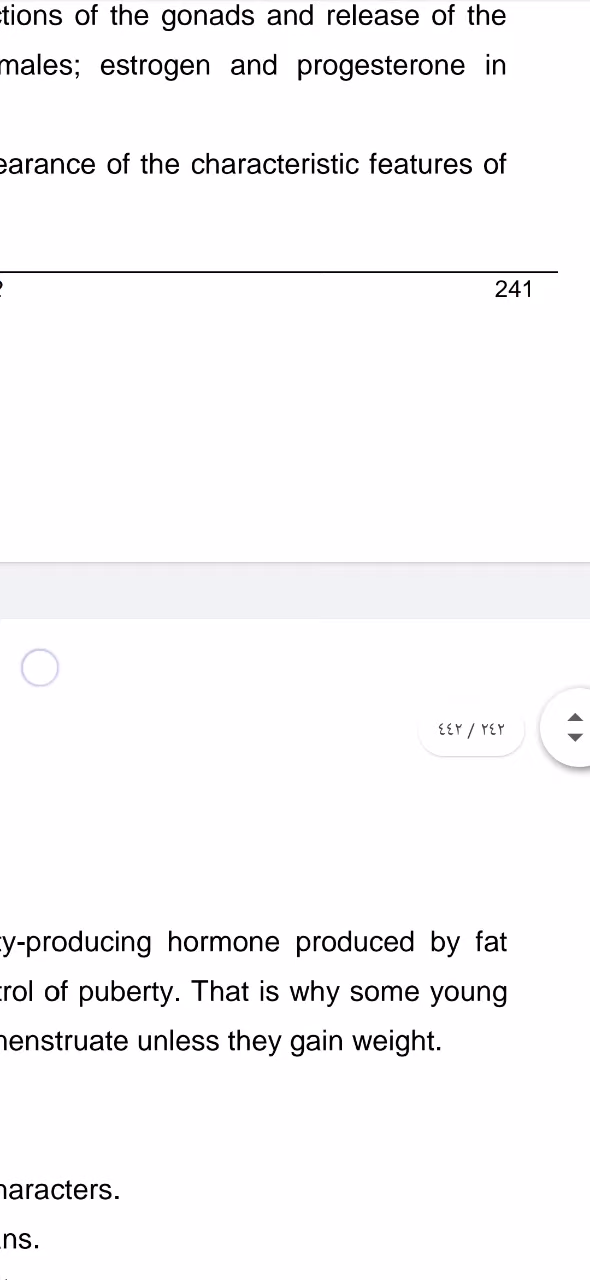 ctions of the gonads and release of the
males; estrogen and progesterone in
earance of the characteristic features of
241
٤٤٢ / ٢٤٢
ty-producing hormone produced by fat
trol of puberty. That is why some young
menstruate unless they gain weight.
haracters.
ns.